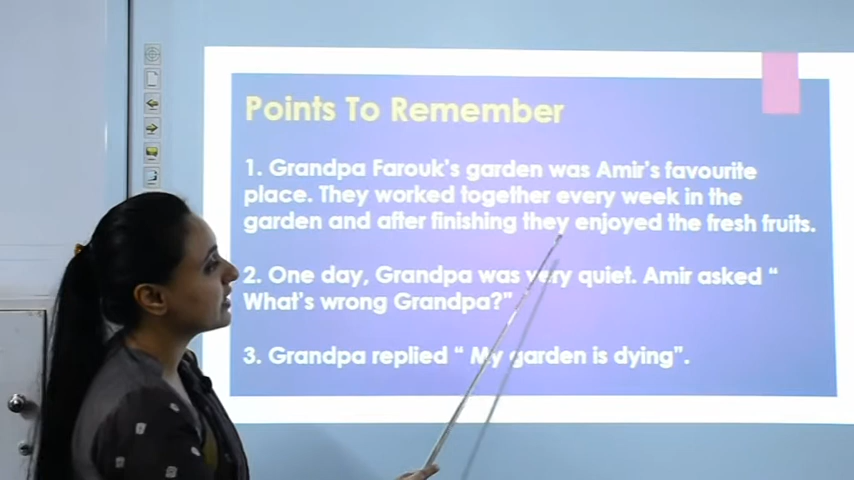 Points To Remember
1. Grandpa Farouk's garden was Amir's favourite
place. They worked together every week in the
garden and after finishing they enjoyed the fresh fruits.
2. One day, Grandpa was very quiet. Amir asked "
What's wrong Grandpa?"
3. Grandpa replied " My garden is dying".